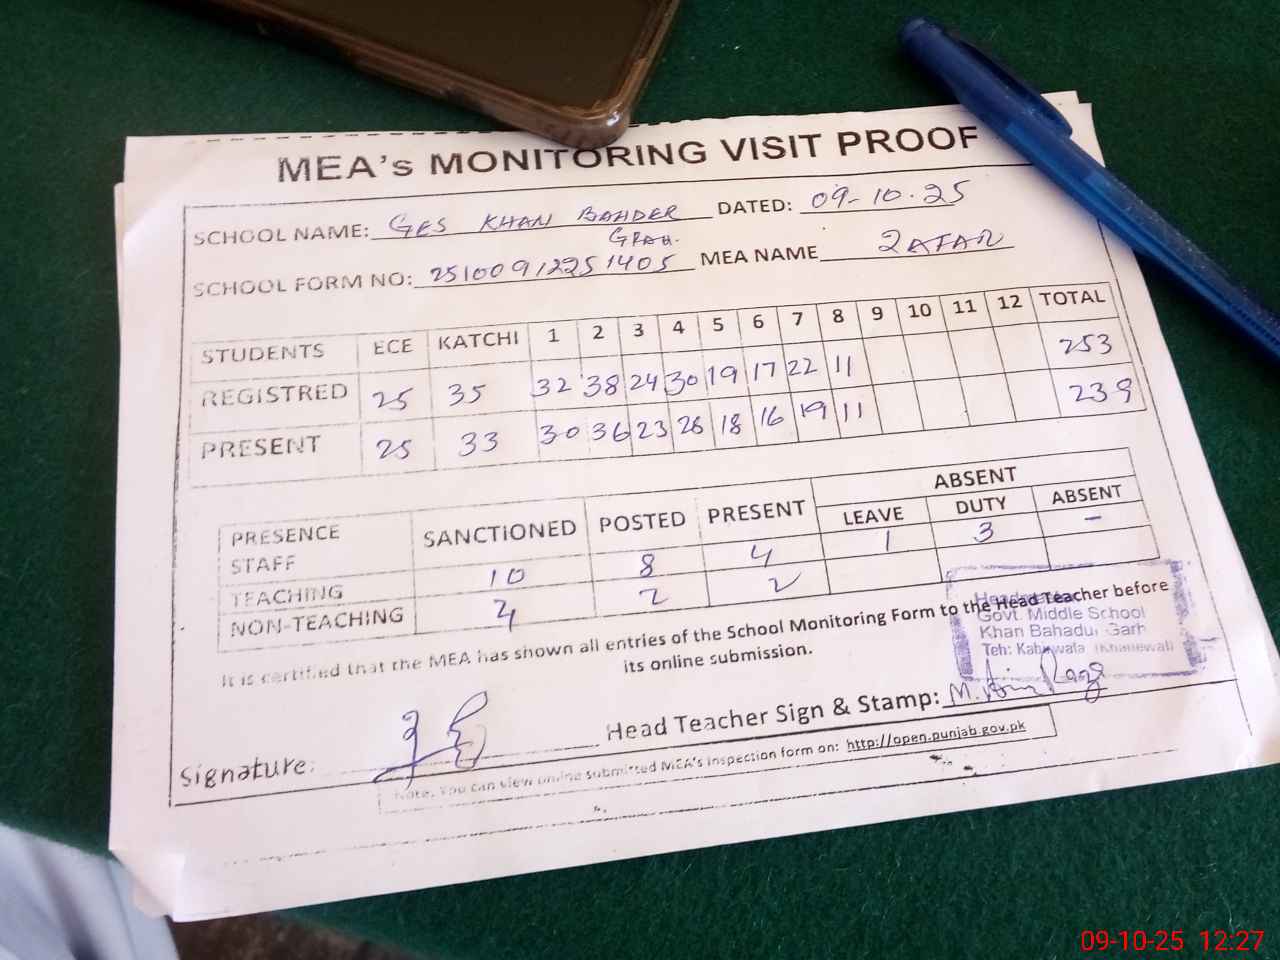 MEA's MONITORING VISIT PROOF
SCHOOL NAME: GES KHAN BAHDER GRAH. DATED: 09-10-25
SCHOOL FORM NO: 25100912251405 MEA NAME ZAFAR
STUDENTS ECE KATCHI 1 2 3 4 5 6 7 8 9 10 11 12 TOTAL
REGISTRED 25 35 32 38 24 30 19 17 22 11 253
PRESENT 25 33 30 36 23 28 18 16 19 11 239
PRESENCE STAFF SANCTIONED POSTED PRESENT ABSENT
LEAVE DUTY ABSENT
TEACHING 10 8 4 1 3 -
NON-TEACHING 4 2 2
It is certified that the MEA has shown all entries of the School Monitoring Form to the Head Teacher before
its online submission.
Govt. Middle School
Khan Bahadur Garh
Teh: Kabirwala (Khanewal)
Signature: Head Teacher Sign & Stamp:
Note. You can view online submitted MEA's inspection form on: http://open.punjab.gov.pk
09-10-25 12:27